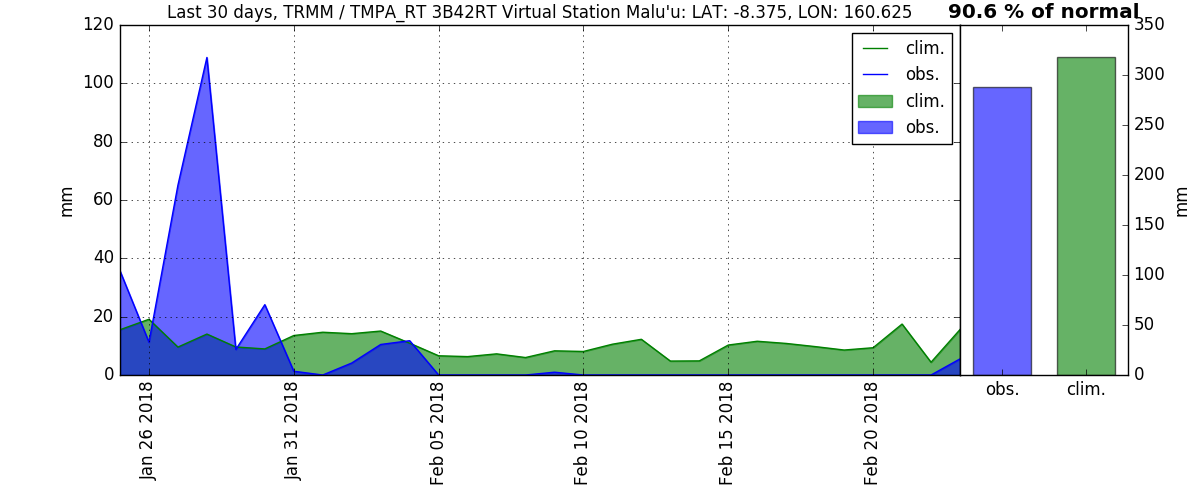 Last 30 days, TRMM / TMPA_RT 3B42RT Virtual Station Malu'u: LAT: -8.375, LON: 160.625
90.6 % of normal
120
100
80
60
40
20
0
mm
clim.
obs.
clim.
obs.
Jan 26 2018
Jan 31 2018
Feb 05 2018
Feb 10 2018
Feb 15 2018
Feb 20 2018
350
300
250
200
150
100
50
0
mm
obs.
clim.